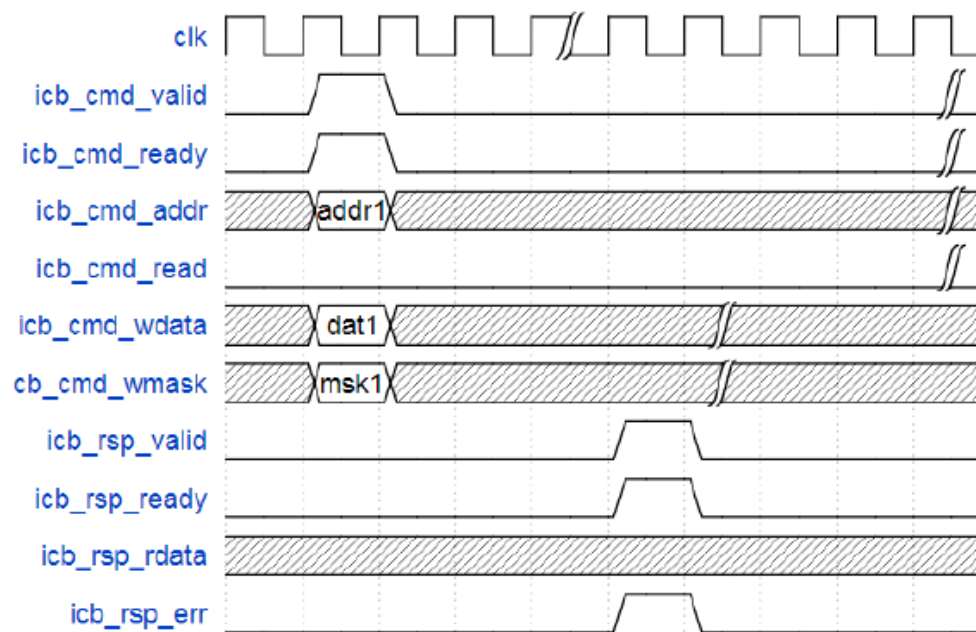 clk
icb_cmd_valid
icb_cmd_ready
icb_cmd_addr
addr1
icb_cmd_read
icb_cmd_wdata
dat1
cb_cmd_wmask
msk1
icb_rsp_valid
icb_rsp_ready
icb_rsp_rdata
icb_rsp_err